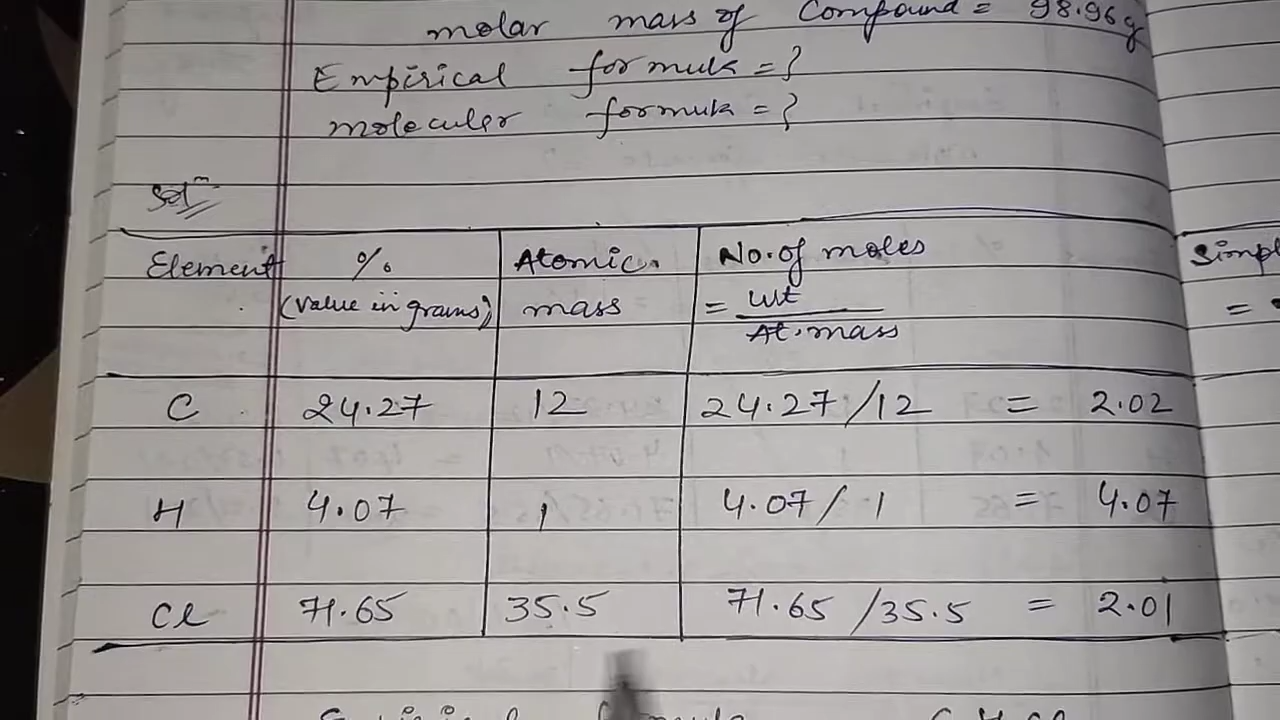 molar mass of Compound = 98.96g
Empirical formula = ?
molecular formula = ?
Solⁿ
Element % Atomic No. of moles Simpl
(value in grams) mass = wt =
At. mass
C 24.27 12 24.27/12 = 2.02
H 4.07 1 4.07/1 = 4.07
Cl 71.65 35.5 71.65/35.5 = 2.01